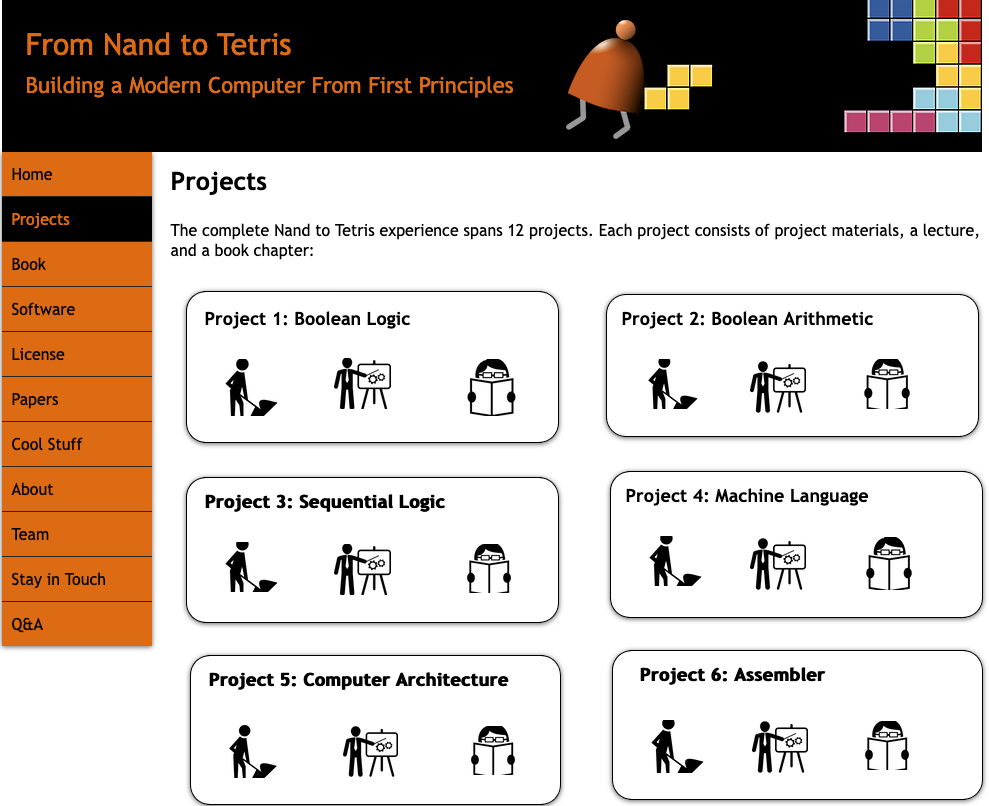 From Nand to Tetris
Building a Modern Computer From First Principles
Home
Projects
Book
Software
License
Papers
Cool Stuff
About
Team
Stay in Touch
Q&A
Projects
The complete Nand to Tetris experience spans 12 projects. Each project consists of project materials, a lecture,
and a book chapter:
Project 1: Boolean Logic
Project 2: Boolean Arithmetic
Project 3: Sequential Logic
Project 4: Machine Language
Project 5: Computer Architecture
Project 6: Assembler